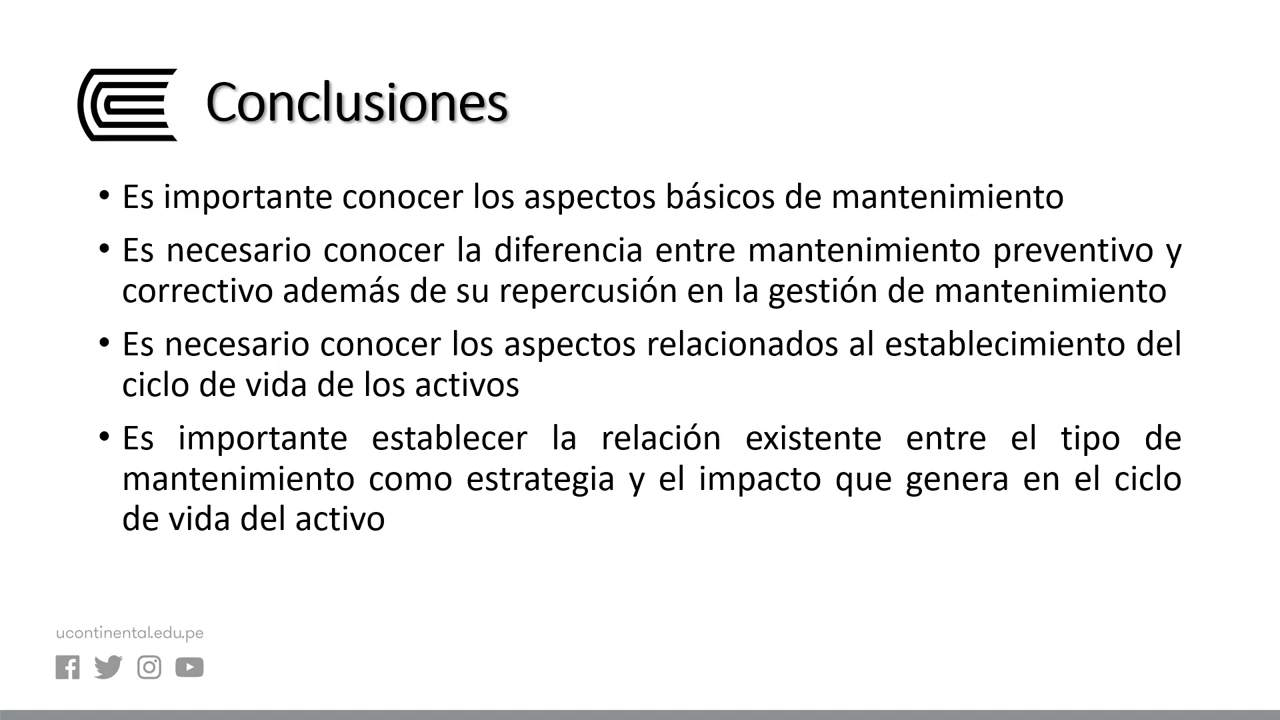 Conclusiones
• Es importante conocer los aspectos básicos de mantenimiento
• Es necesario conocer la diferencia entre mantenimiento preventivo y
correctivo además de su repercusión en la gestión de mantenimiento
• Es necesario conocer los aspectos relacionados al establecimiento del
ciclo de vida de los activos
• Es importante establecer la relación existente entre el tipo de
mantenimiento como estrategia y el impacto que genera en el ciclo
de vida del activo
ucontinental.edu.pe